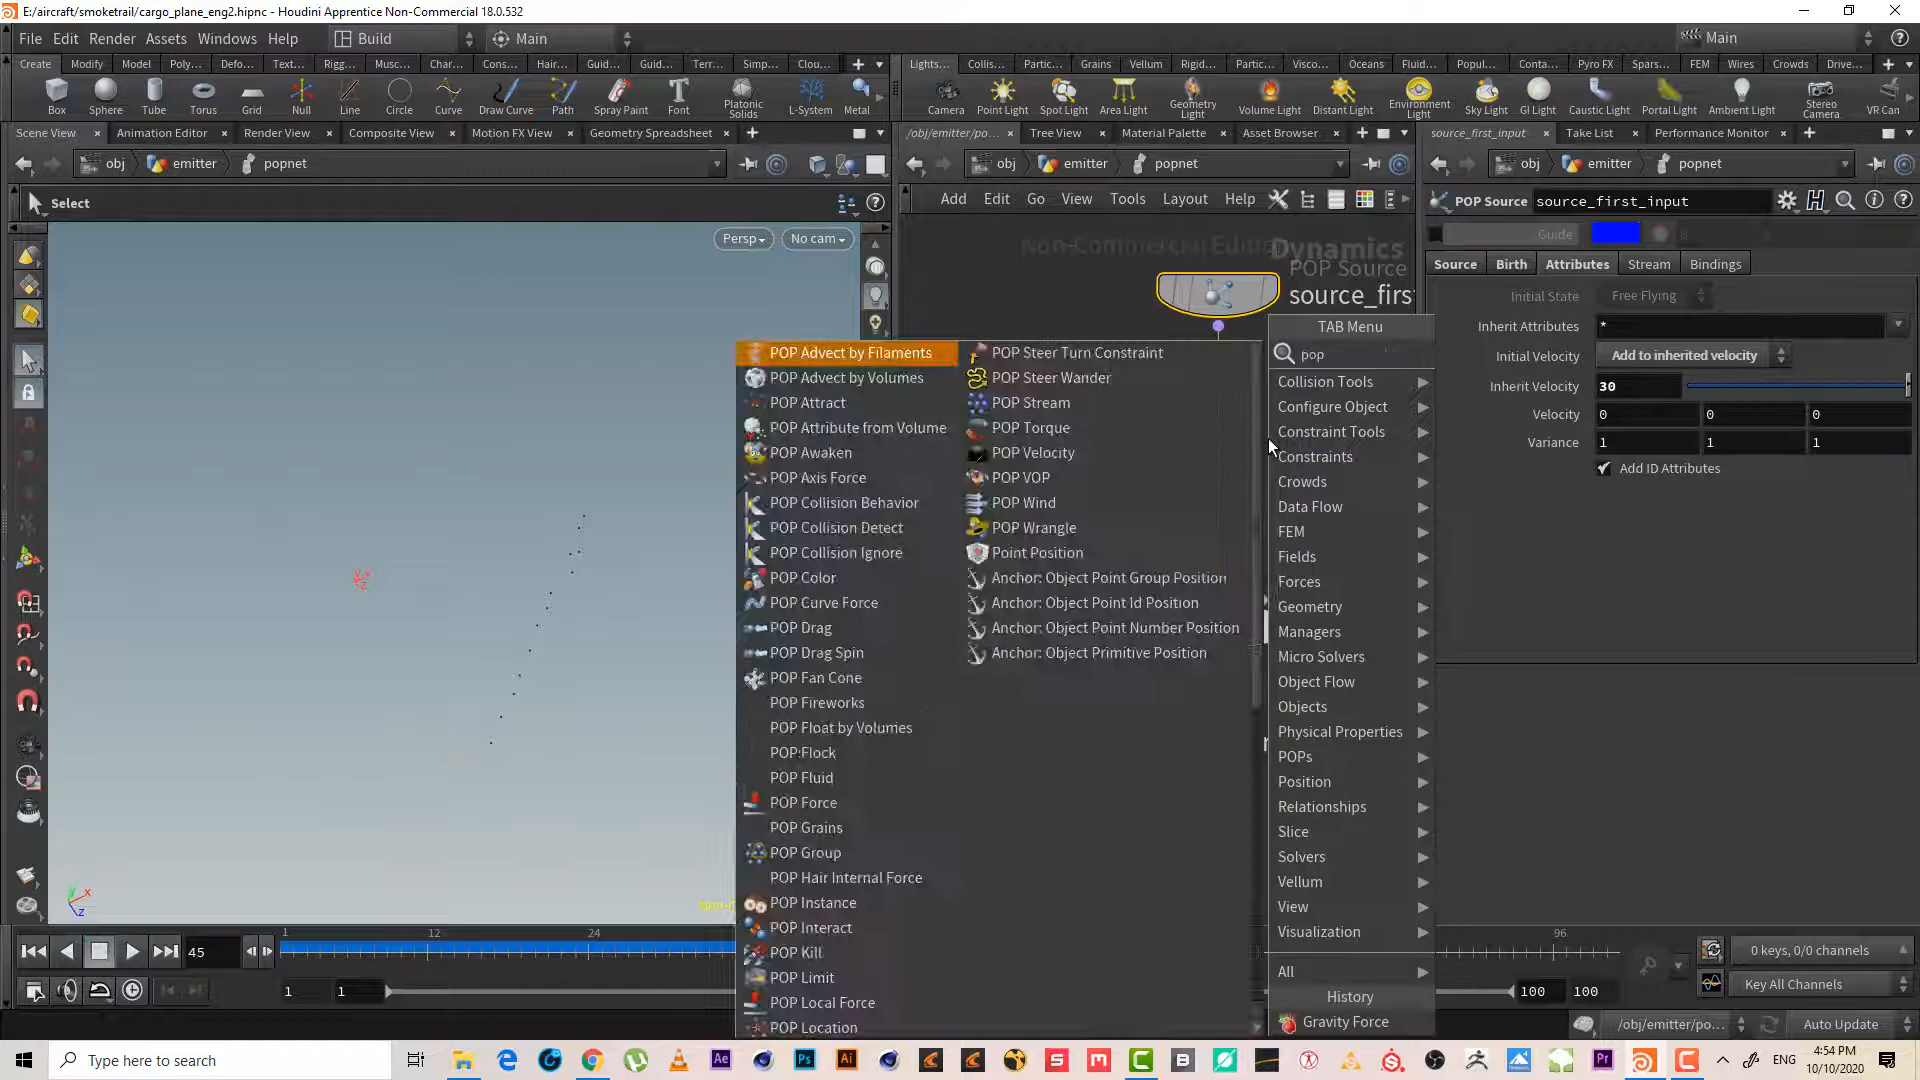 E:/aircraft/smoketrail/cargo_plane_eng2.hipnc - Houdini Apprentice Non-Commercial 18.0.532
File Edit Render Assets Windows Help Build Main Main
Create Modify Model Poly... Defo... Text... Rigg... Musc... Char... Cons... Hair... Guid... Guid... Terr... Simp... Clou...
Lights... Collis... Partic... Grains Vellum Rigid... Partic... Visco... Oceans Fluid... Popul... Conta... Pyro FX Spars... FEM Wires Crowds Drive...
Box Sphere Tube Torus Grid Null Line Circle Curve Draw Curve Path Spray Paint Font Platonic Solids L-System Metal
Camera Point Light Spot Light Area Light Geometry Light Volume Light Distant Light Environment Light Sky Light GI Light Caustic Light Portal Light Ambient Light Stereo Camera VR Can
Scene View Animation Editor Render View Composite View Motion FX View Geometry Spreadsheet
/obj/emitter/po... Tree View Material Palette Asset Browser
source_first_input Take List Performance Monitor
obj emitter popnet
obj emitter popnet
obj emitter popnet
Select
Persp No cam
Add Edit Go View Tools Layout Help
Non-Commercial Editi
Dynamics
POP Source
source_first
POP Source source_first_input
Guide
Source Birth Attributes Stream Bindings
Initial State Free Flying
Inherit Attributes *
Initial Velocity Add to inherited velocity
Inherit Velocity 30
Velocity 0 0 0
Variance 1 1 1
Add ID Attributes
TAB Menu
pop
Collision Tools
Configure Object
Constraint Tools
Constraints
Crowds
Data Flow
FEM
Fields
Forces
Geometry
Managers
Micro Solvers
Object Flow
Objects
Physical Properties
POPs
Position
Relationships
Slice
Solvers
Vellum
View
Visualization
All
History
Gravity Force
POP Advect by Filaments
POP Advect by Volumes
POP Attract
POP Attribute from Volume
POP Awaken
POP Axis Force
POP Collision Behavior
POP Collision Detect
POP Collision Ignore
POP Color
POP Curve Force
POP Drag
POP Drag Spin
POP Fan Cone
POP Fireworks
POP Float by Volumes
POP Flock
POP Fluid
POP Force
POP Grains
POP Group
POP Hair Internal Force
POP Instance
POP Interact
POP Kill
POP Limit
POP Local Force
POP Location
POP Steer Turn Constraint
POP Steer Wander
POP Stream
POP Torque
POP Velocity
POP VOP
POP Wind
POP Wrangle
Point Position
Anchor: Object Point Group Position
Anchor: Object Point Id Position
Anchor: Object Point Number Position
Anchor: Object Primitive Position
y x z
1 12 24 96
45
1 1 100 100
0 keys, 0/0 channels
Key All Channels
/obj/emitter/po... Auto Update
Type here to search
ENG 4:54 PM
10/10/2020